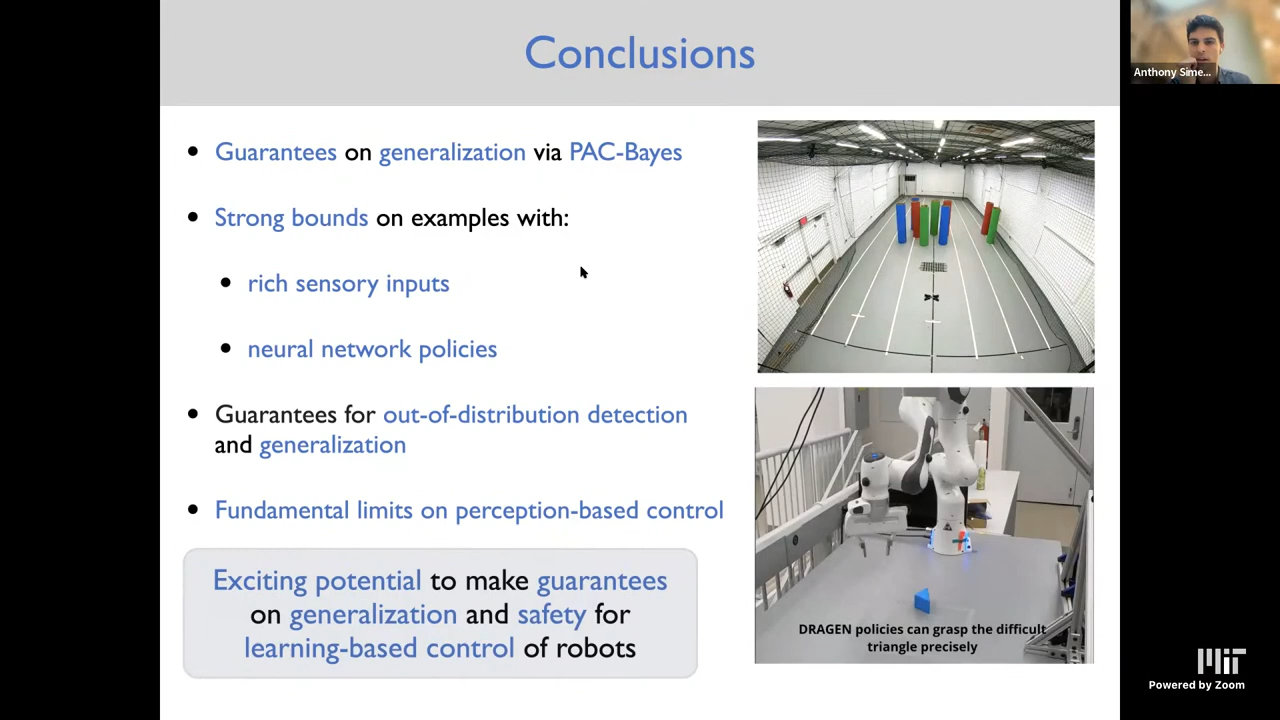 Conclusions
Guarantees on generalization via PAC-Bayes
Strong bounds on examples with:
rich sensory inputs
neural network policies
Guarantees for out-of-distribution detection
and generalization
Fundamental limits on perception-based control
Exciting potential to make guarantees
on generalization and safety for
learning-based control of robots
DRAGEN policies can grasp the difficult
triangle precisely
Anthony Sime...
MIT
Powered by Zoom